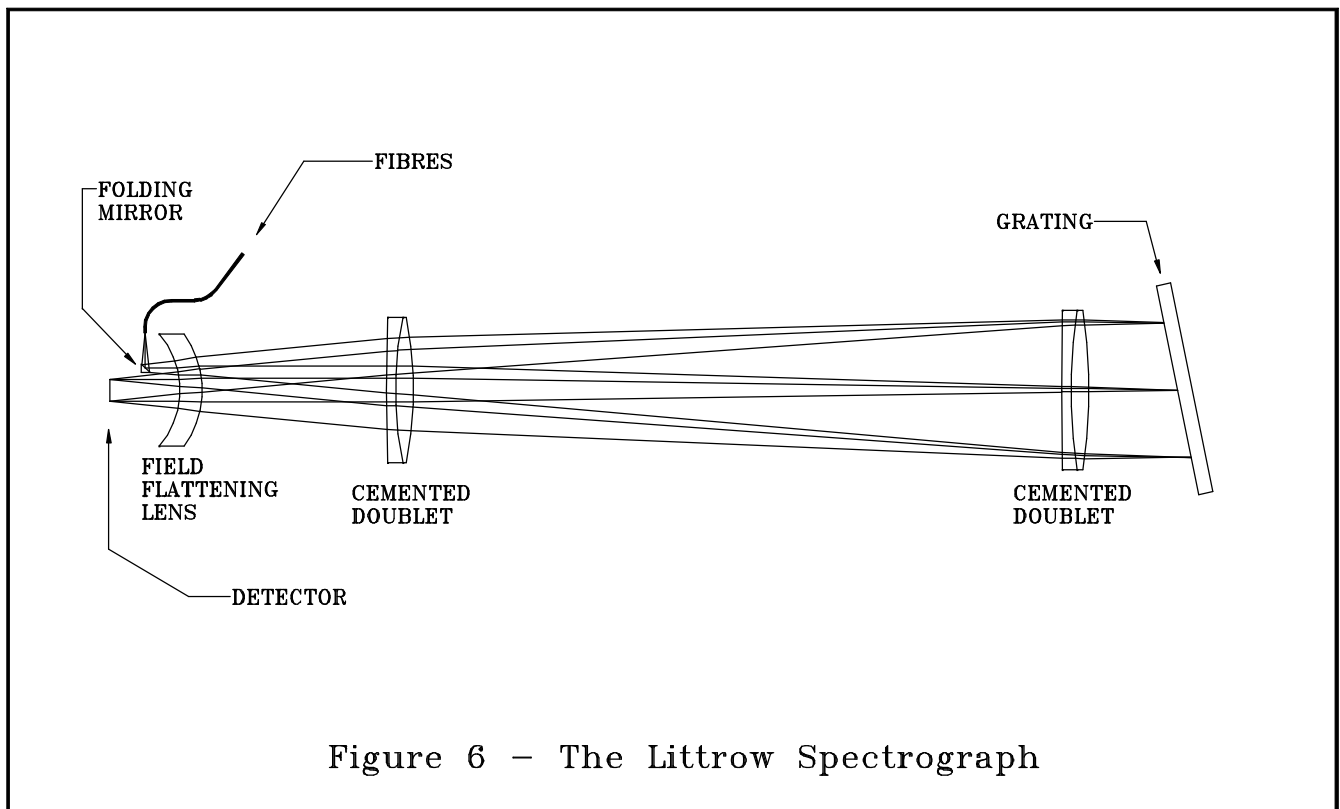 FIBRES
FOLDING
MIRROR
GRATING
FIELD
FLATTENING
LENS
CEMENTED
DOUBLET
CEMENTED
DOUBLET
DETECTOR
Figure 6 – The Littrow Spectrograph